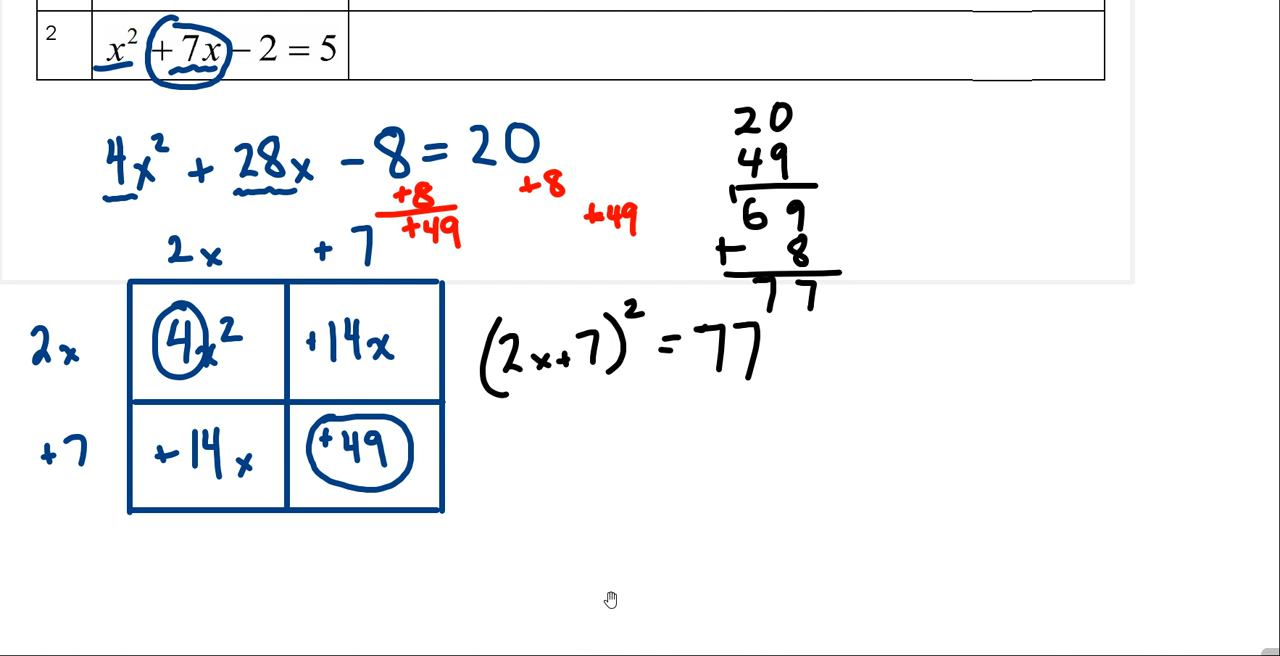 2
x² + 7x − 2 = 5
4x² + 28x - 8 = 20
+8 +8
+49 +49
2x + 7
2x 4x² +14x
+7 +14x +49
20
49
69
+ 8
77
(2x+7)² = 77